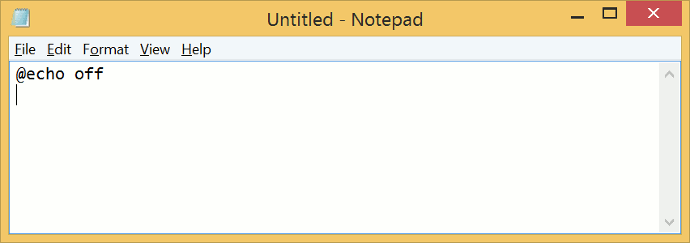 Untitled - Notepad
File Edit Format View Help
@echo off